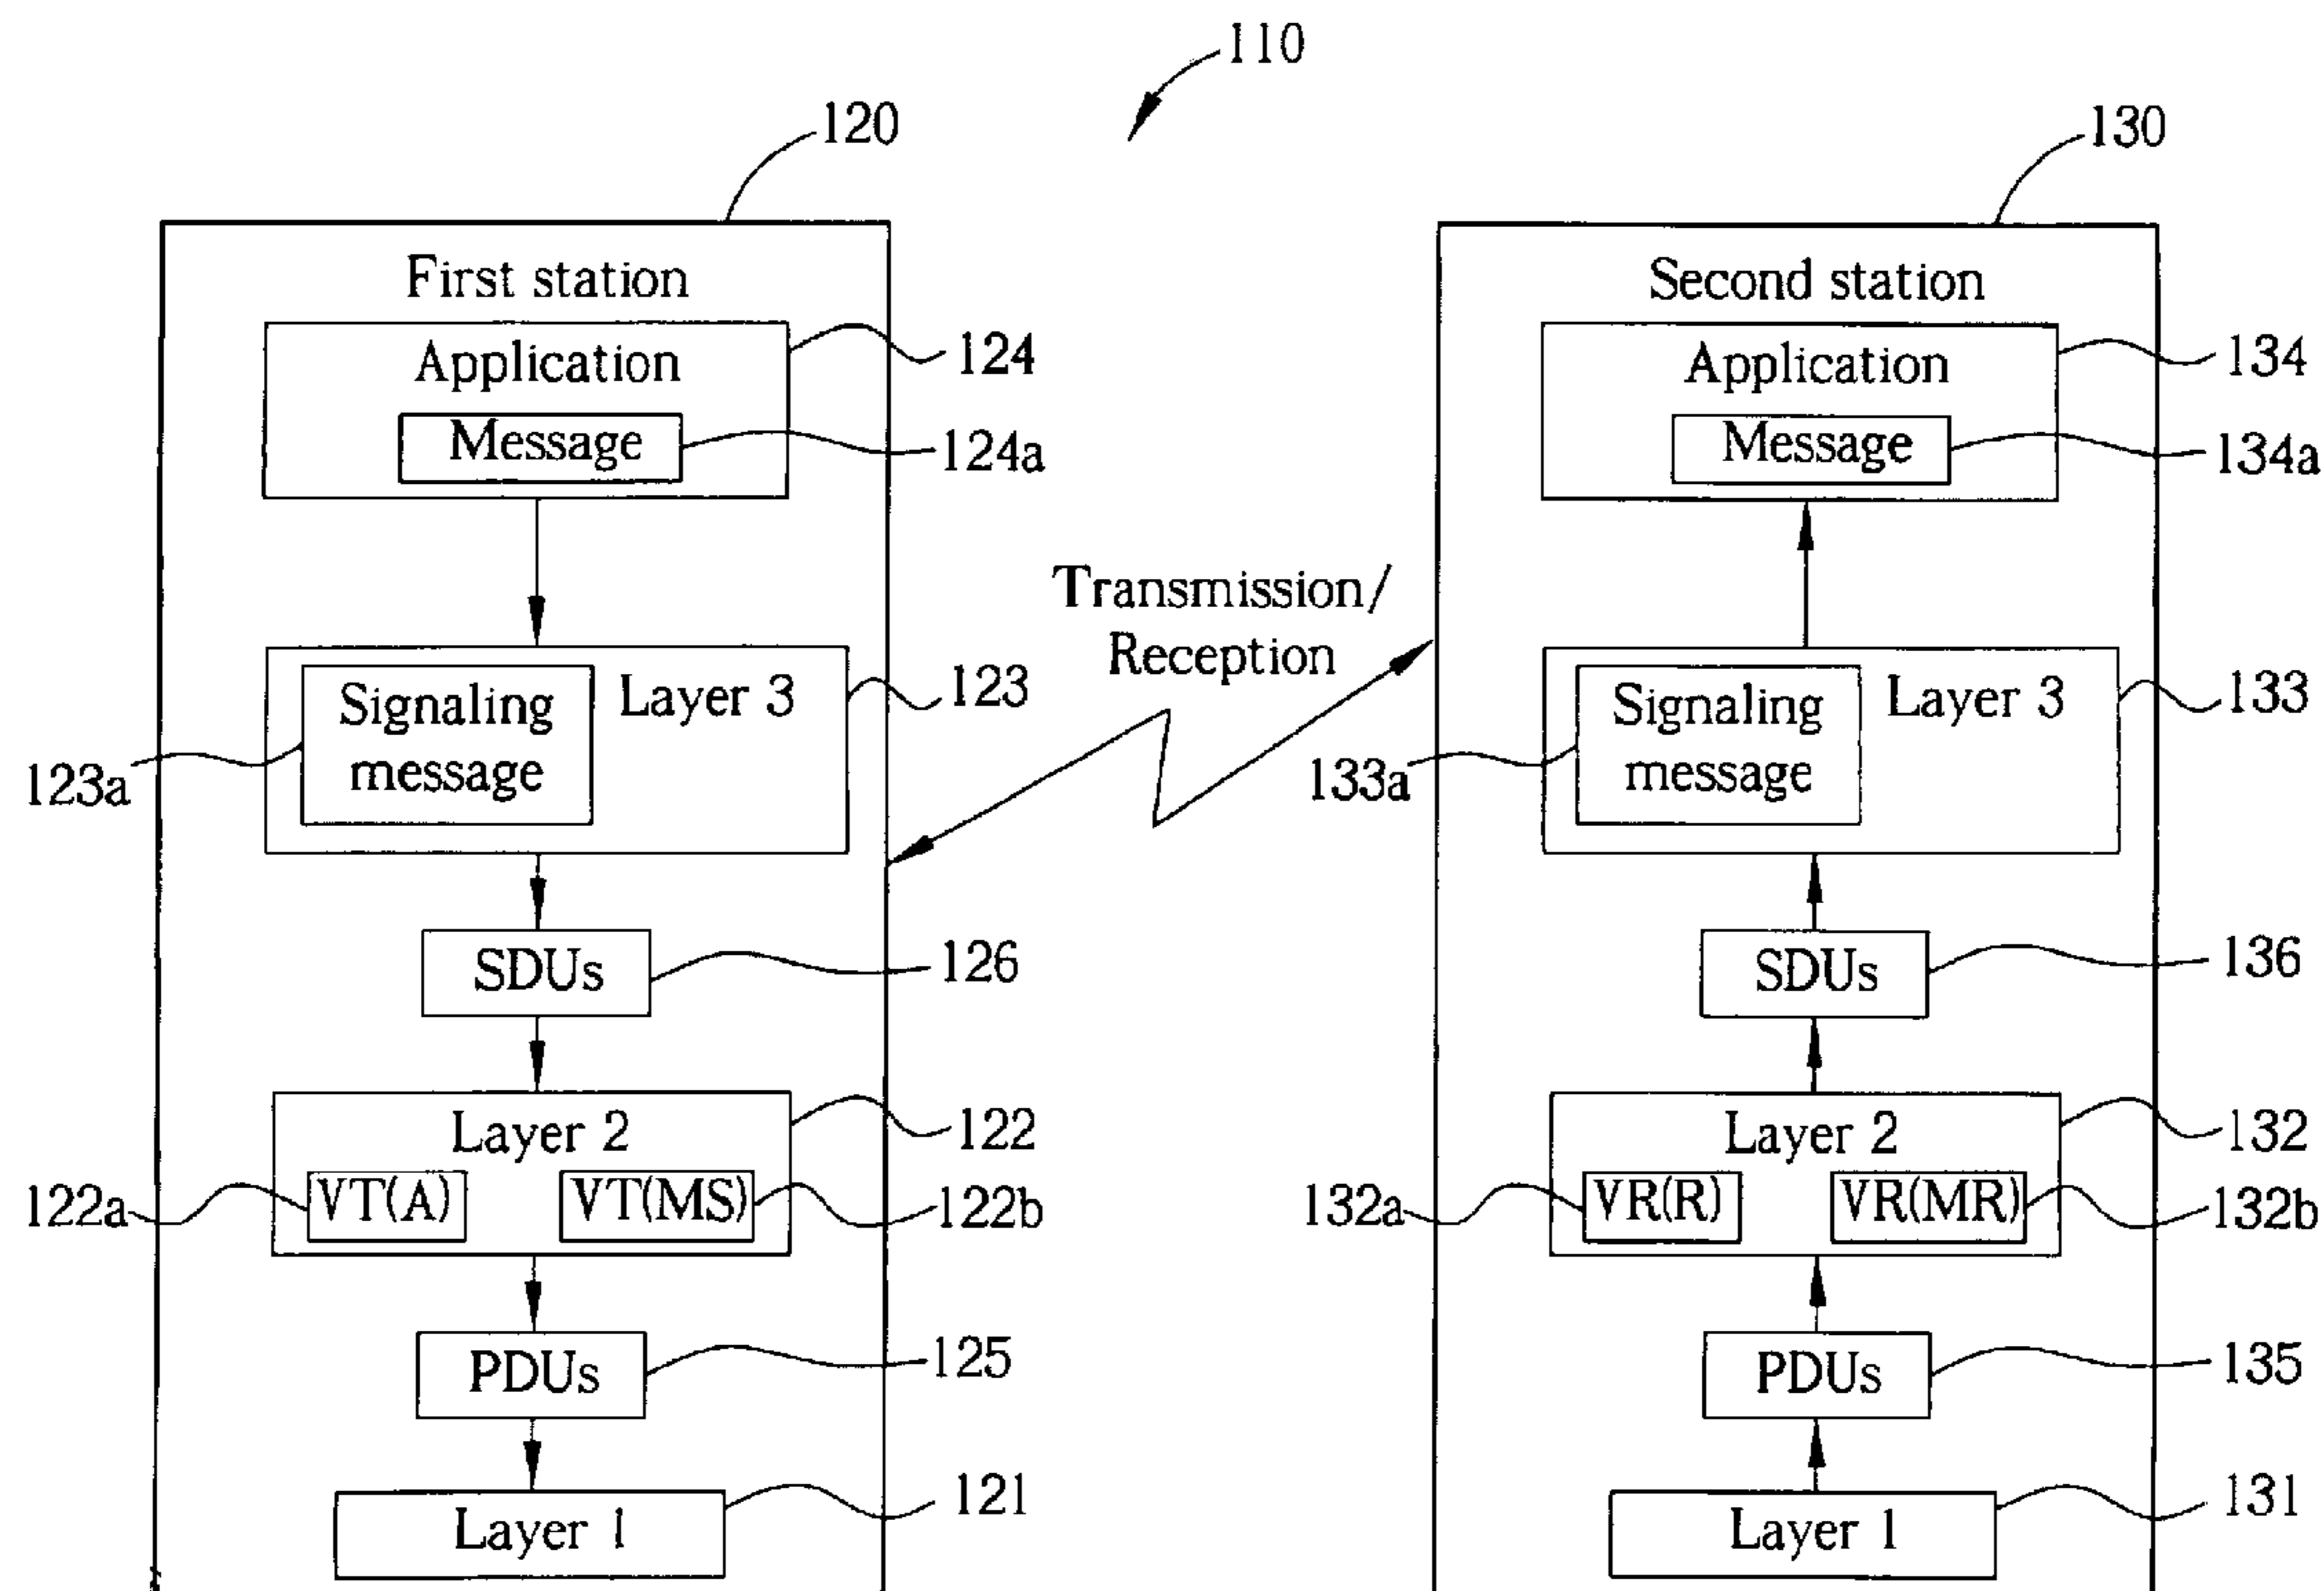 110
120
130
First station
Application
124
Message
124a
Signaling
message
Layer 3
123
123a
SDUs
126
Layer 2
122
VT(A)
VT(MS)
122a
122b
PDUs
125
Layer 1
121
Transmission/
Reception
Second station
Application
134
Message
134a
Signaling
message
Layer 3
133
133a
SDUs
136
Layer 2
132
VR(R)
VR(MR)
132a
132b
PDUs
135
Layer 1
131